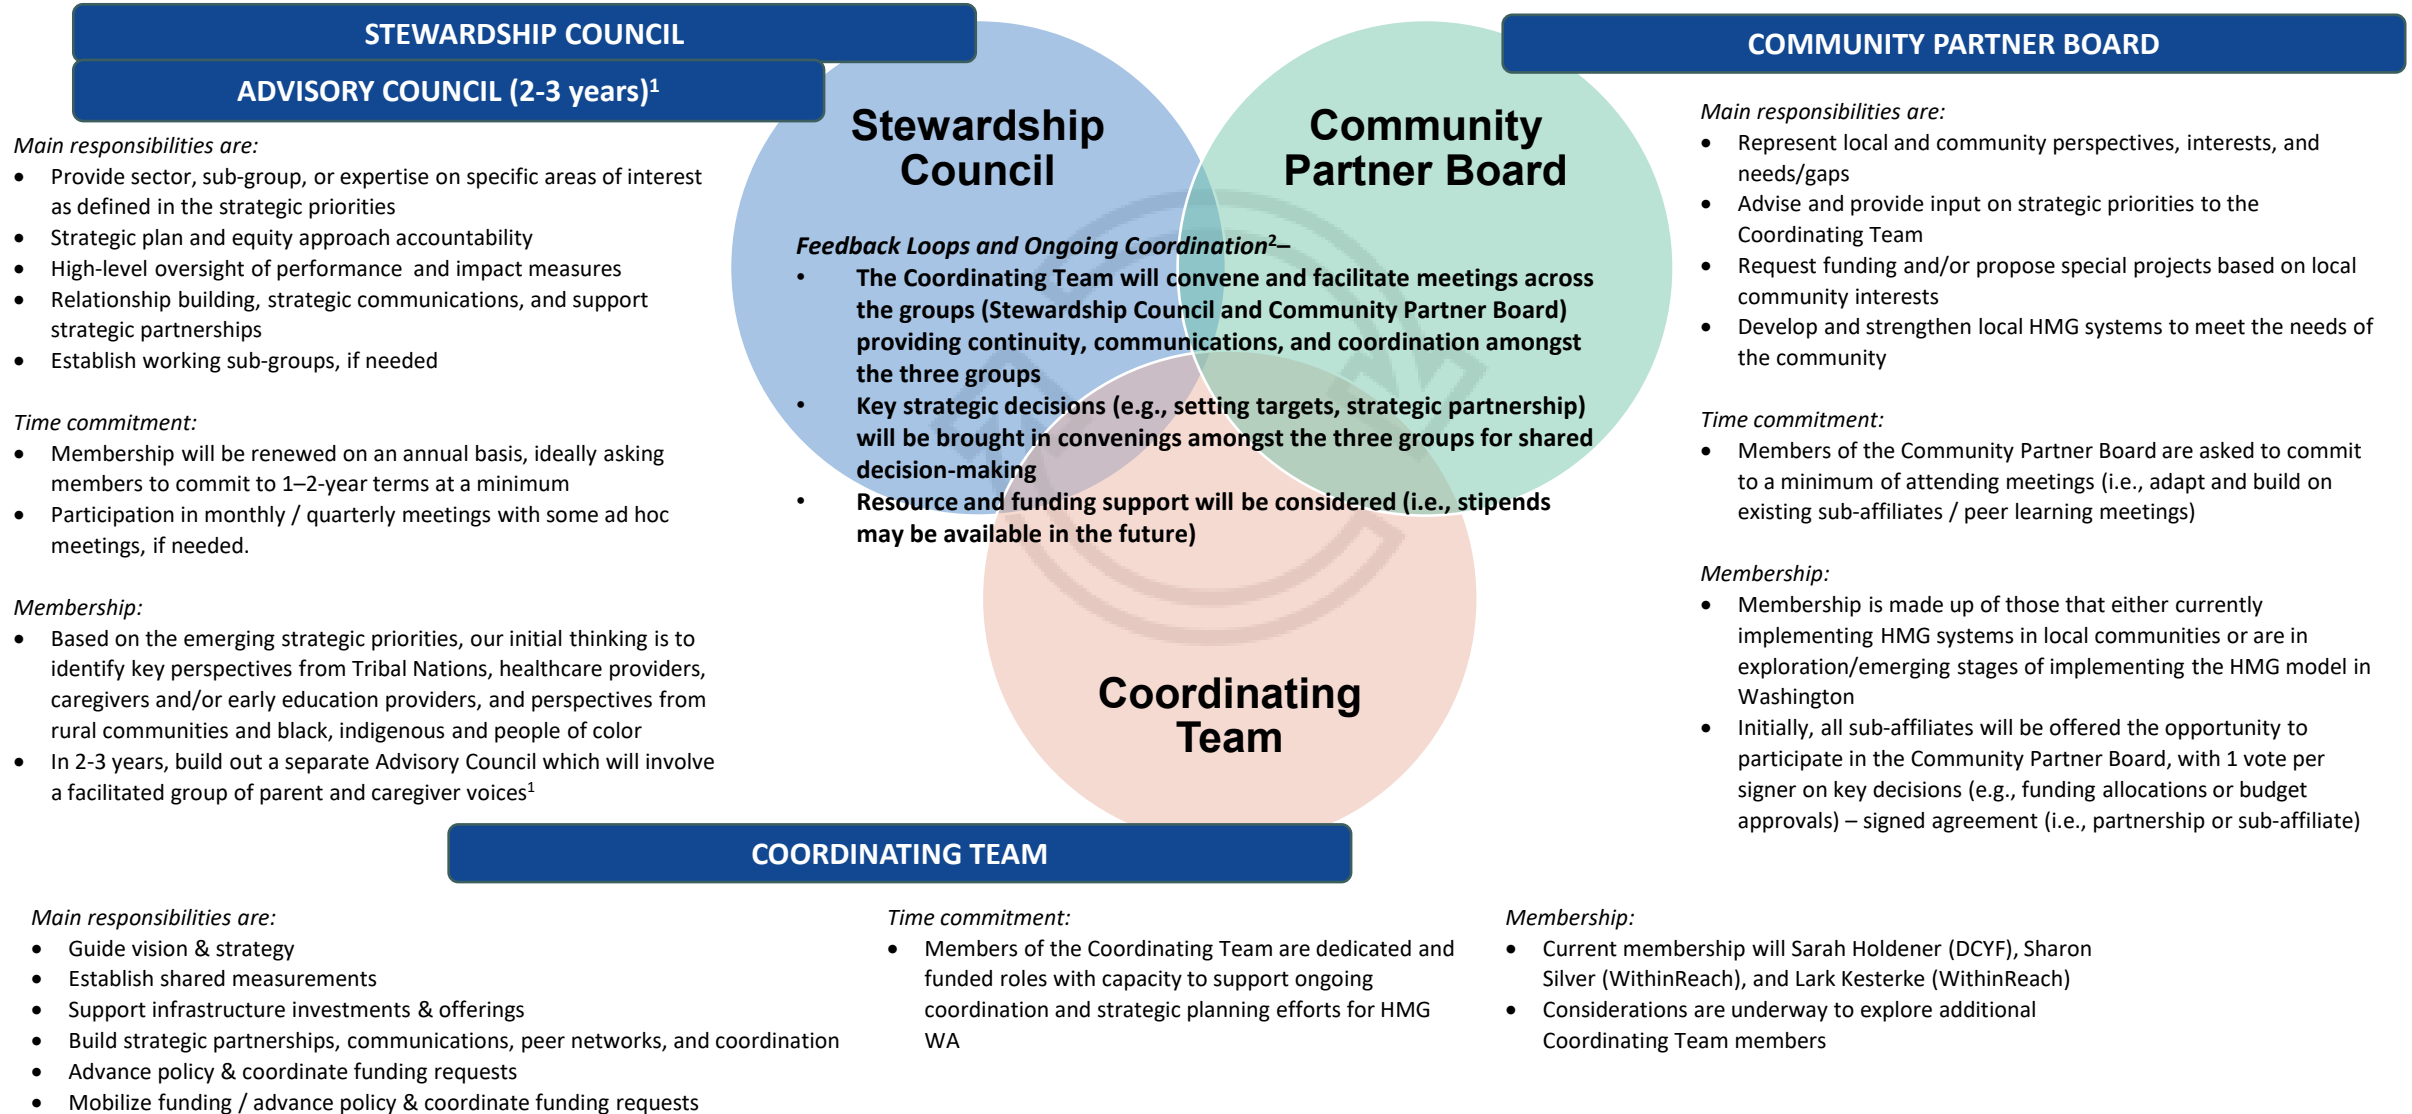 STEWARDSHIP COUNCIL
ADVISORY COUNCIL (2-3 years)¹
Main responsibilities are:
• Provide sector, sub-group, or expertise on specific areas of interest
as defined in the strategic priorities
• Strategic plan and equity approach accountability
• High-level oversight of performance and impact measures
• Relationship building, strategic communications, and support
strategic partnerships
• Establish working sub-groups, if needed
Time commitment:
• Membership will be renewed on an annual basis, ideally asking
members to commit to 1–2-year terms at a minimum
• Participation in monthly / quarterly meetings with some ad hoc
meetings, if needed.
Membership:
• Based on the emerging strategic priorities, our initial thinking is to
identify key perspectives from Tribal Nations, healthcare providers,
caregivers and/or early education providers, and perspectives from
rural communities and black, indigenous and people of color
• In 2-3 years, build out a separate Advisory Council which will involve
a facilitated group of parent and caregiver voices¹
Stewardship
Council
Community
Partner Board
Feedback Loops and Ongoing Coordination²–
• The Coordinating Team will convene and facilitate meetings across
the groups (Stewardship Council and Community Partner Board)
providing continuity, communications, and coordination amongst
the three groups
• Key strategic decisions (e.g., setting targets, strategic partnership)
will be brought in convenings amongst the three groups for shared
decision-making
• Resource and funding support will be considered (i.e., stipends
may be available in the future)
Coordinating
Team
COMMUNITY PARTNER BOARD
Main responsibilities are:
• Represent local and community perspectives, interests, and
needs/gaps
• Advise and provide input on strategic priorities to the
Coordinating Team
• Request funding and/or propose special projects based on local
community interests
• Develop and strengthen local HMG systems to meet the needs of
the community
Time commitment:
• Members of the Community Partner Board are asked to commit
to a minimum of attending meetings (i.e., adapt and build on
existing sub-affiliates / peer learning meetings)
Membership:
• Membership is made up of those that either currently
implementing HMG systems in local communities or are in
exploration/emerging stages of implementing the HMG model in
Washington
• Initially, all sub-affiliates will be offered the opportunity to
participate in the Community Partner Board, with 1 vote per
signer on key decisions (e.g., funding allocations or budget
approvals) – signed agreement (i.e., partnership or sub-affiliate)
COORDINATING TEAM
Main responsibilities are:
• Guide vision & strategy
• Establish shared measurements
• Support infrastructure investments & offerings
• Build strategic partnerships, communications, peer networks, and coordination
• Advance policy & coordinate funding requests
• Mobilize funding / advance policy & coordinate funding requests
Time commitment:
• Members of the Coordinating Team are dedicated and
funded roles with capacity to support ongoing
coordination and strategic planning efforts for HMG
WA
Membership:
• Current membership will Sarah Holdener (DCYF), Sharon
Silver (WithinReach), and Lark Kesterke (WithinReach)
• Considerations are underway to explore additional
Coordinating Team members